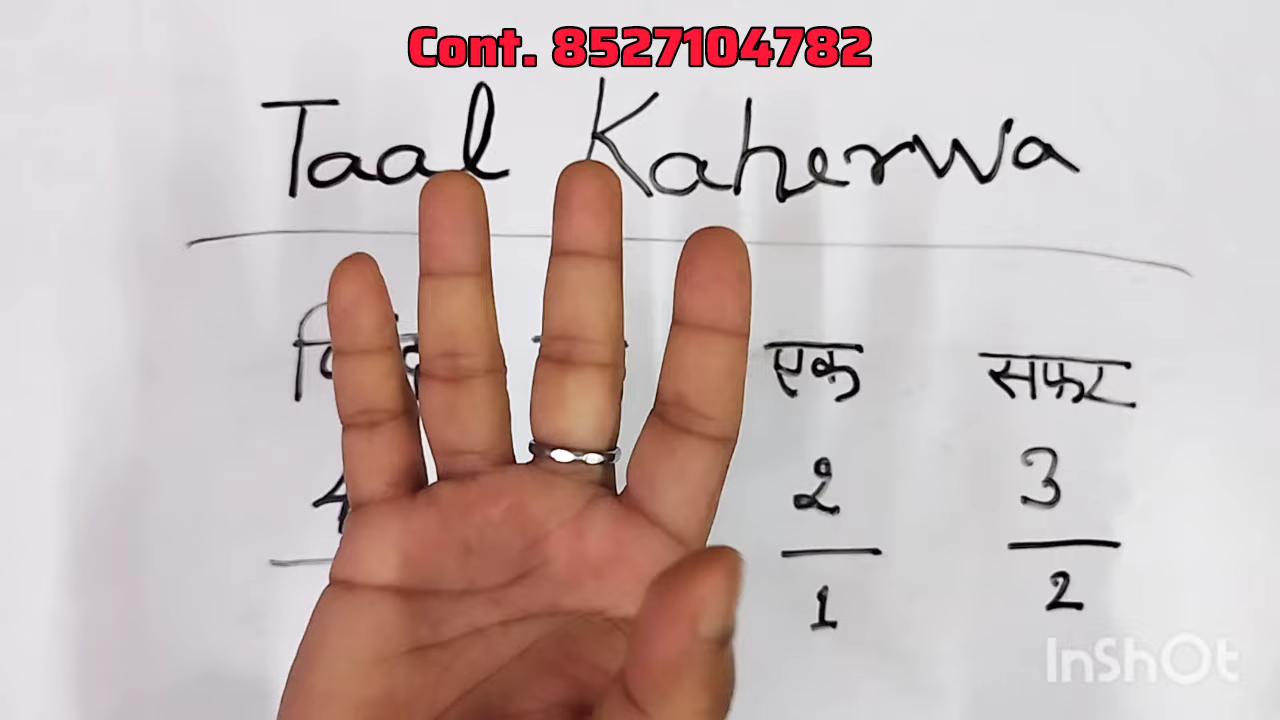 Cont. 8527104782
Taal Kaherwa
एक सफर
2 3
1 2
InShOt